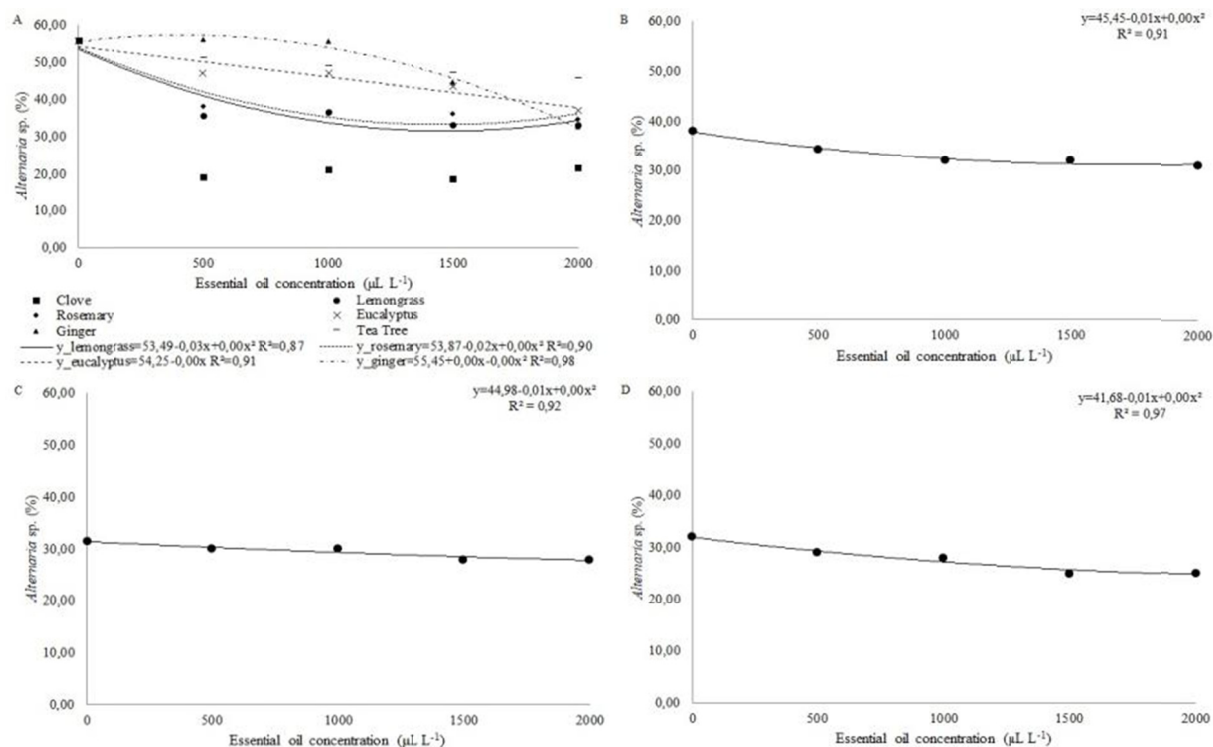 A
60,00
50,00
40,00
30,00
20,00
10,00
0,00
Alternaria sp. (%)
0 500 1000 1500 2000
Essential oil concentration (µL L⁻¹)
Clove
Lemongrass
Rosemary
Eucalyptus
Ginger
Tea Tree
y_lemongrass=53,49-0,03x+0,00x² R²=0,87
y_rosemary=53,87-0,02x+0,00x² R²=0,90
y_eucalyptus=54,25-0,00x R²=0,91
y_ginger=55,45+0,00x-0,00x² R²=0,98
B
y=45,45-0,01x+0,00x²
R² = 0,91
60,00
50,00
40,00
30,00
20,00
10,00
0,00
Alternaria sp. (%)
0 500 1000 1500 2000
Essential oil concentration (µL L⁻¹)
C
y=44,98-0,01x+0,00x²
R² = 0,92
60,00
50,00
40,00
30,00
20,00
10,00
0,00
Alternaria sp. (%)
0 500 1000 1500 2000
Essential oil concentration (µL L⁻¹)
D
y=41,68-0,01x+0,00x²
R² = 0,97
60,00
50,00
40,00
30,00
20,00
10,00
0,00
Alternaria sp. (%)
0 500 1000 1500 2000
Essential oil concentration (µL L⁻¹)